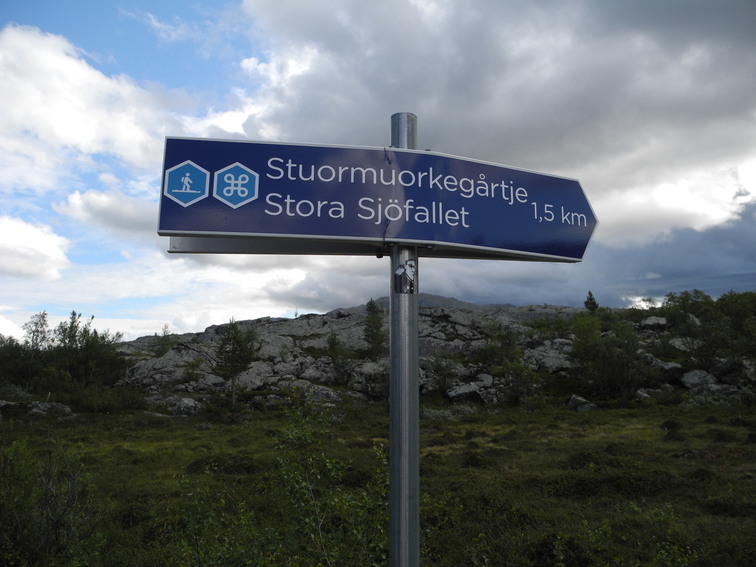 Stuormuorkegårtje
Stora Sjöfallet
1,5 km